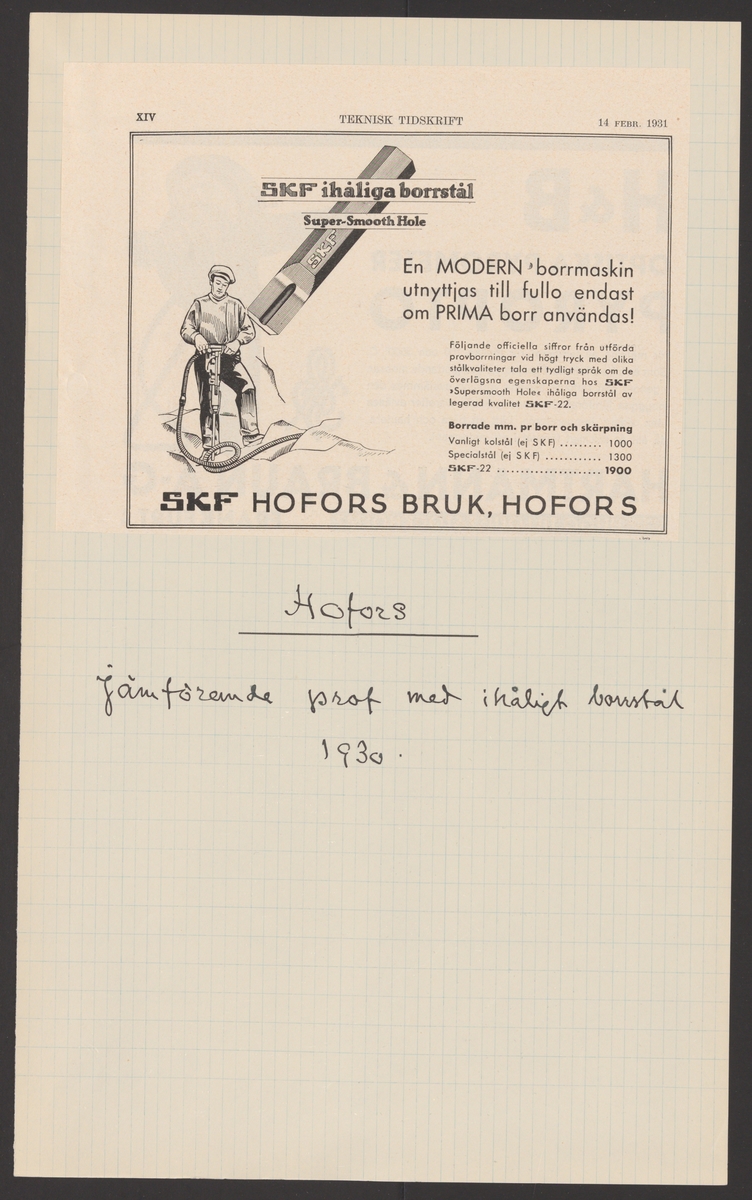 XIV TEKNISK TIDSKRIFT 14 FEBR. 1931
SKF ihåliga borrstål
Super-Smooth Hole
SKF
En MODERN borrmaskin
utnyttjas till fullo endast
om PRIMA borr användas!
Följande officiella siffror från utförda
provborrningar vid högt tryck med olika
stålkvaliteter tala ett tydligt språk om de
överlägsna egenskaperna hos SKF
»Supersmooth Hole« ihåliga borrstål av
legerad kvalitet SKF-22.
Borrade mm. pr borr och skärpning
Vanligt kolstål (ej SKF) ......... 1000
Specialstål (ej SKF) ............ 1300
SKF-22 ...................... 1900
SKF HOFORS BRUK, HOFORS
Hofors
Jämförende prof med ihåligt borrstål
1930.